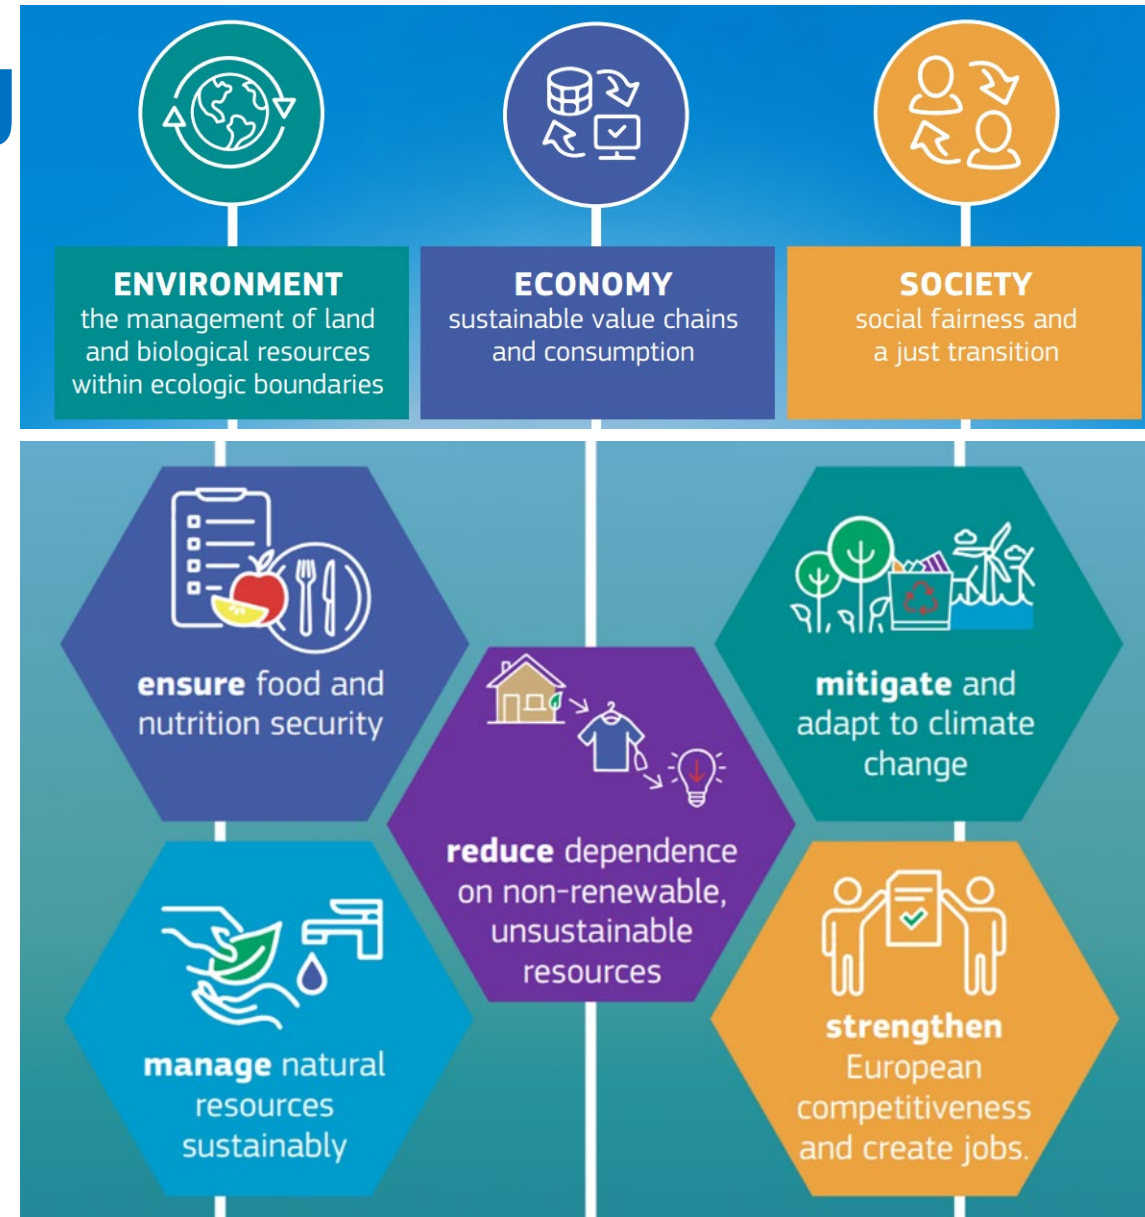 ENVIRONMENT
the management of land
and biological resources
within ecologic boundaries
ECONOMY
sustainable value chains
and consumption
SOCIETY
social fairness and
a just transition
ensure food and
nutrition security
mitigate and
adapt to climate
change
reduce dependence
on non-renewable,
unsustainable
resources
manage natural
resources
sustainably
strengthen
European
competitiveness
and create jobs.